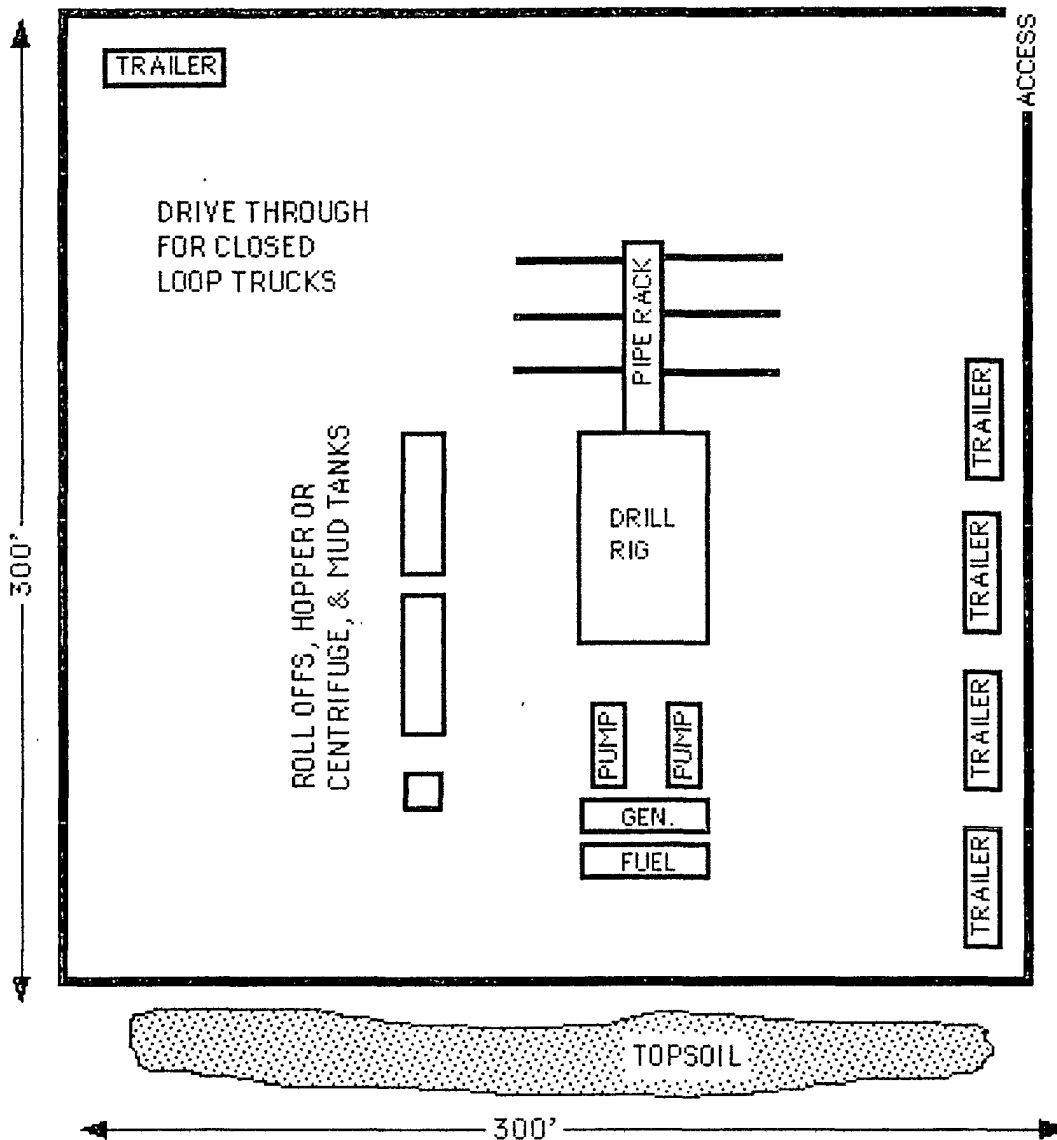 ACCESS
TRAILER
DRIVE THROUGH
FOR CLOSED
LOOP TRUCKS
PIPE RACK
TRAILER
ROLL OFFS, HOPPER OR
CENTRIFUGE, & MUD TANKS
DRILL
RIG
TRAILER
300'
PUMP
PUMP
TRAILER
GEN.
FUEL
TRAILER
TOPSOIL
300'